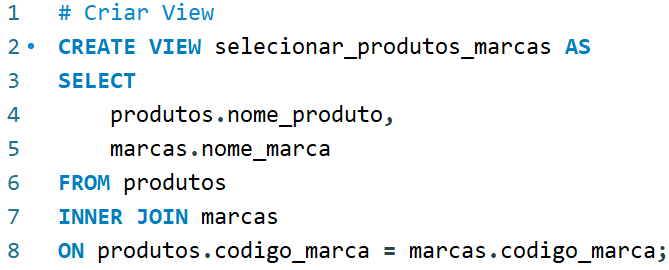 1 # Criar View
2 • CREATE VIEW selecionar_produtos_marcas AS
3 SELECT
4 produtos.nome_produto,
5 marcas.nome_marca
6 FROM produtos
7 INNER JOIN marcas
8 ON produtos.codigo_marca = marcas.codigo_marca;